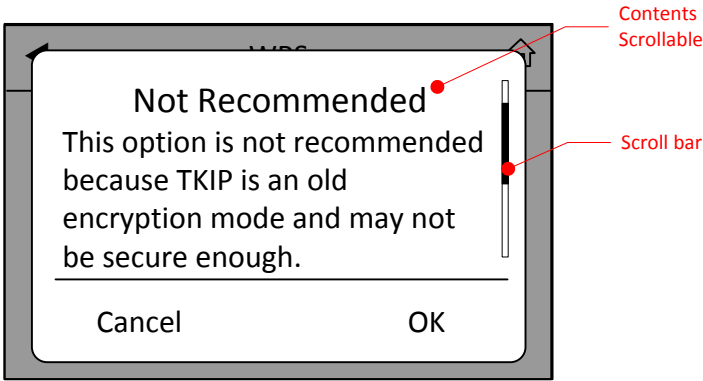 Contents
Scrollable
Not Recommended
This option is not recommended
because TKIP is an old
encryption mode and may not
be secure enough.
Scroll bar
Cancel
OK